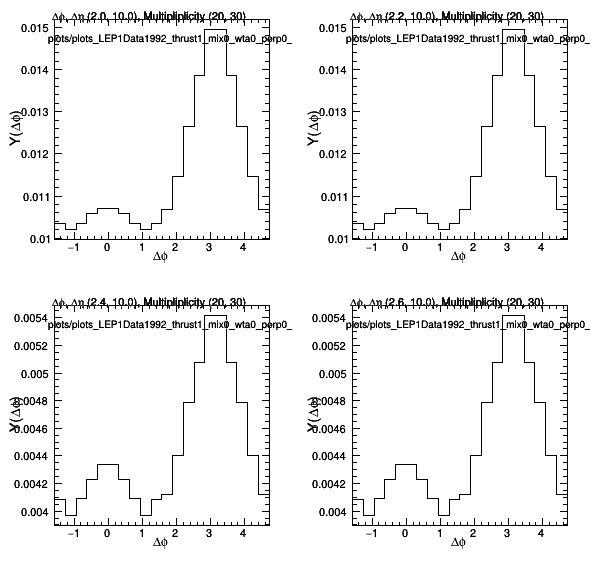 Δφ, Δη (2.0, 10.0), Multipliplicity (20, 30)
plots/plots_LEP1Data1992_thrust1_mix0_wta0_perp0_
0.015
0.014
0.013
0.012
0.011
0.01
Y(Δφ)
−1 0 1 2 3 4
Δφ
Δφ, Δη (2.2, 10.0), Multipliplicity (20, 30)
plots/plots_LEP1Data1992_thrust1_mix0_wta0_perp0_
0.015
0.014
0.013
0.012
0.011
0.01
Y(Δφ)
−1 0 1 2 3 4
Δφ
Δφ, Δη (2.4, 10.0), Multipliplicity (20, 30)
plots/plots_LEP1Data1992_thrust1_mix0_wta0_perp0_
0.0054
0.0052
0.005
0.0048
0.0046
0.0044
0.0042
0.004
Y(Δφ)
−1 0 1 2 3 4
Δφ
Δφ, Δη (2.6, 10.0), Multipliplicity (20, 30)
plots/plots_LEP1Data1992_thrust1_mix0_wta0_perp0_
0.0054
0.0052
0.005
0.0048
0.0046
0.0044
0.0042
0.004
Y(Δφ)
−1 0 1 2 3 4
Δφ